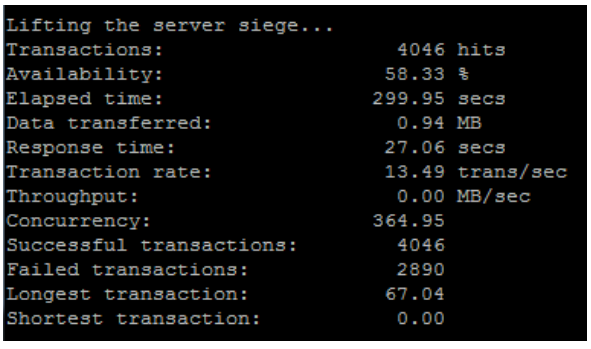 Lifting the server siege...
Transactions: 4046 hits
Availability: 58.33 %
Elapsed time: 299.95 secs
Data transferred: 0.94 MB
Response time: 27.06 secs
Transaction rate: 13.49 trans/sec
Throughput: 0.00 MB/sec
Concurrency: 364.95
Successful transactions: 4046
Failed transactions: 2890
Longest transaction: 67.04
Shortest transaction: 0.00